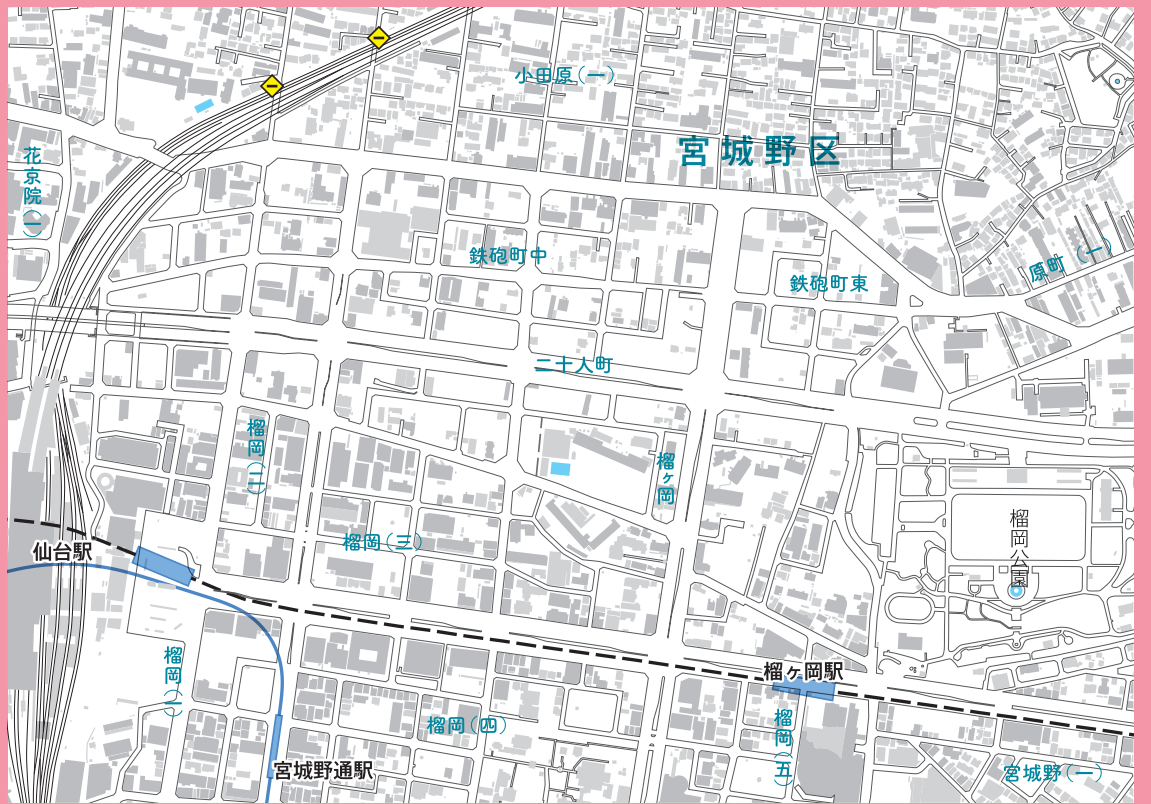 小田原(一)
宮城野区
花京院(一)
鉄砲町中
原町(一)
鉄砲町東
二十人町
榴岡(二)
榴ヶ岡
榴岡公園
榴岡(三)
仙台駅
榴岡(一)
榴ヶ岡駅
榴岡(四)
榴岡(五)
宮城野通駅
宮城野(一)